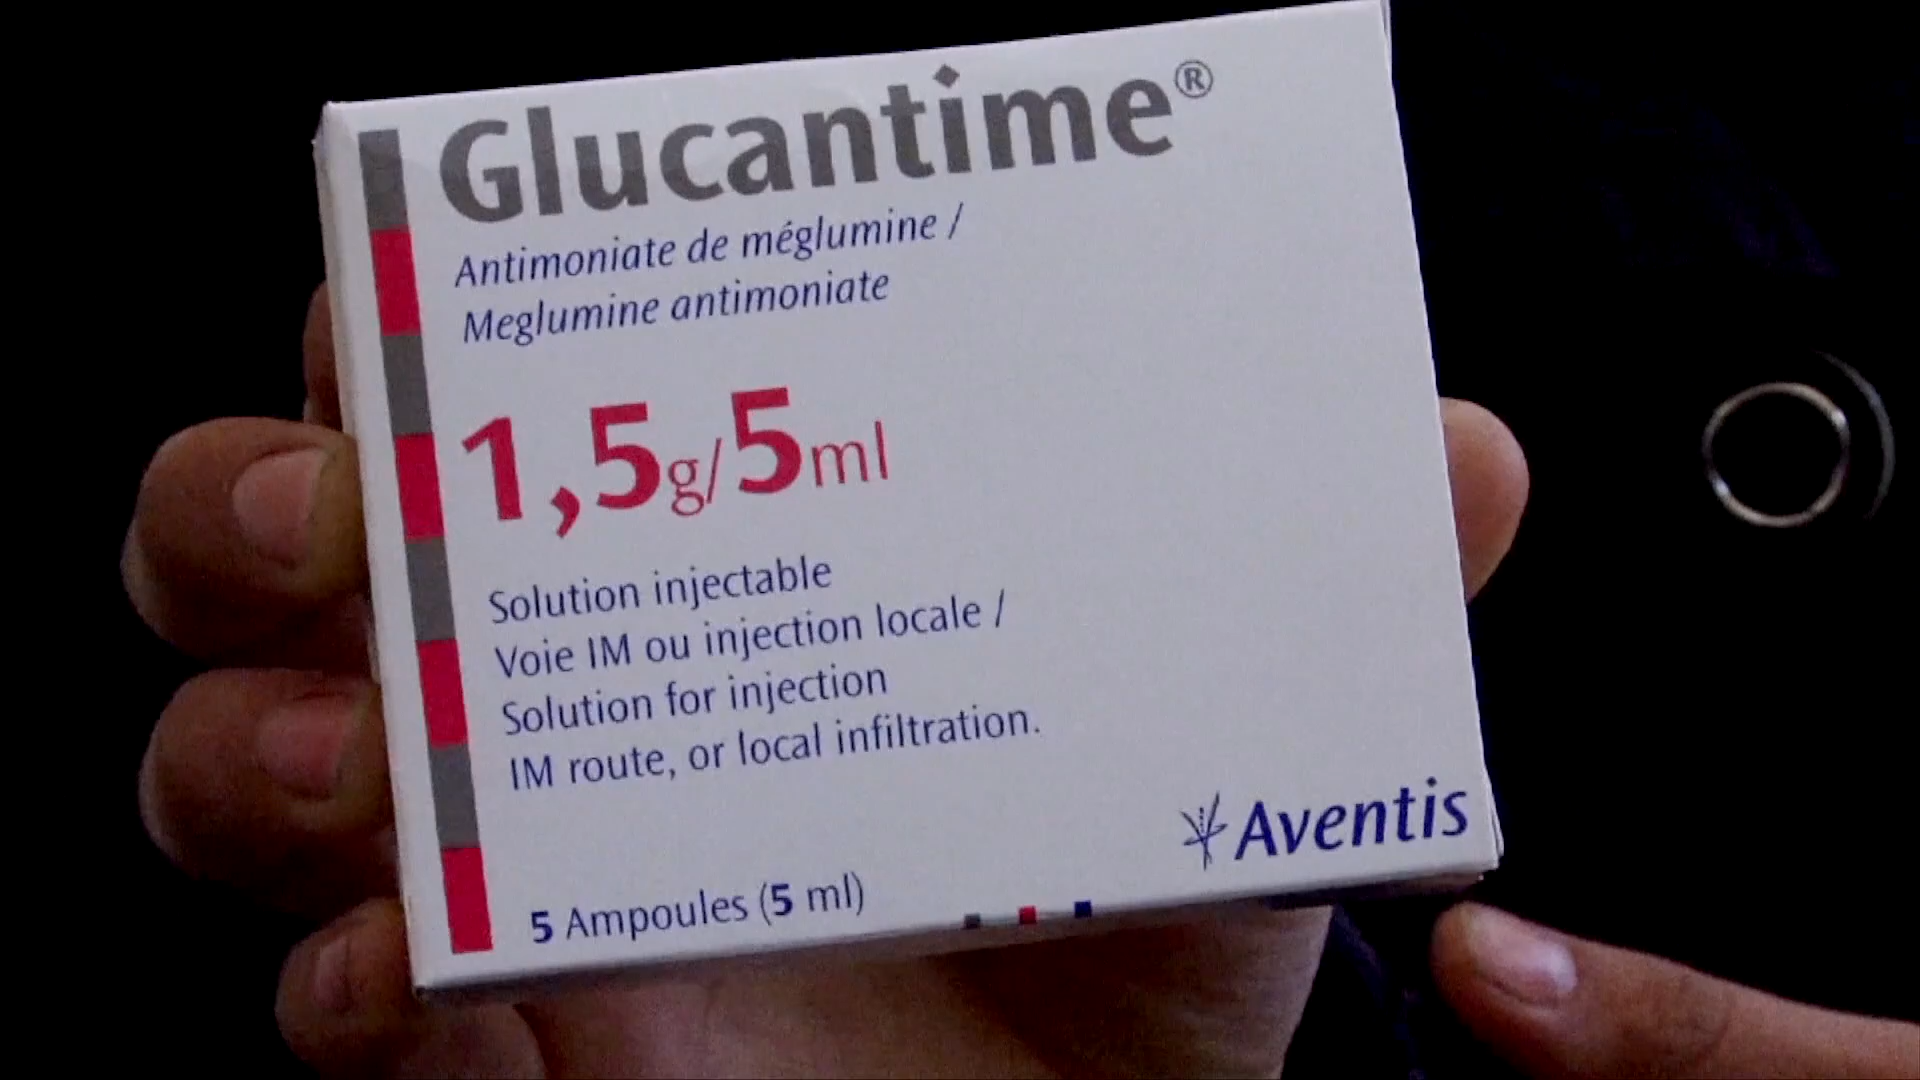 Glucantime®
Antimoniate de méglumine /
Meglumine antimoniate
1,5g/5ml
Solution injectable
Voie IM ou injection locale /
Solution for injection
IM route, or local infiltration.
Aventis
5 Ampoules (5 ml)